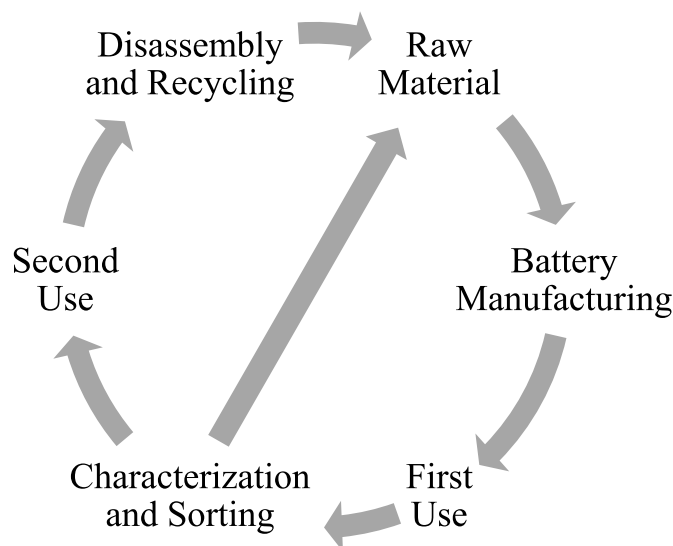 Disassembly
and Recycling
Raw
Material
Battery
Manufacturing
First
Use
Characterization
and Sorting
Second
Use